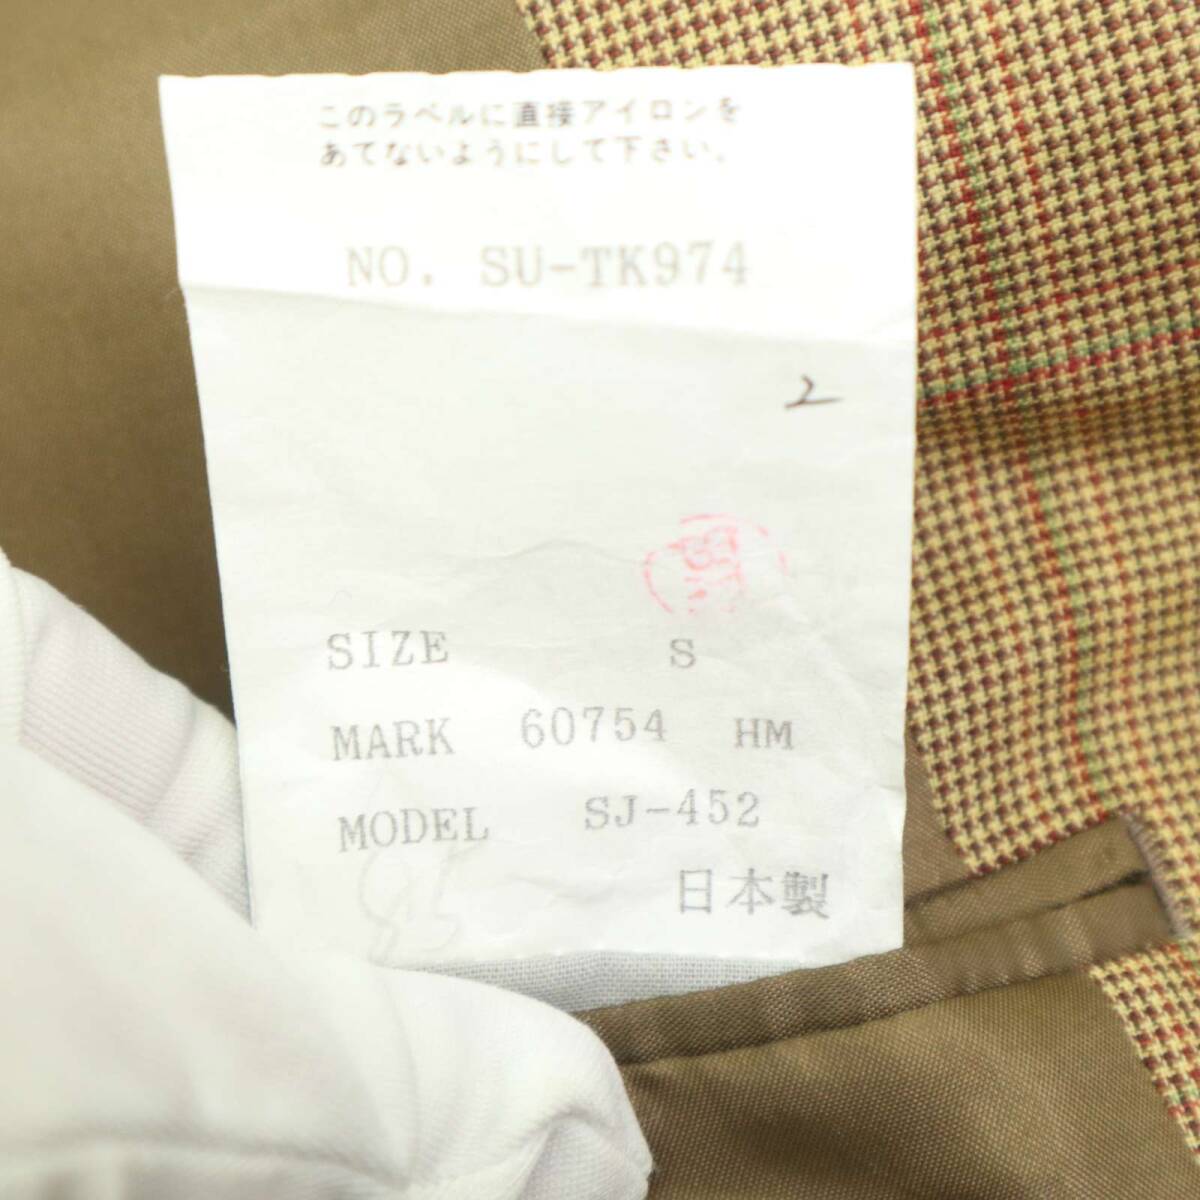 このラベルに直接アイロンを
あてないようにして下さい。
NO. SU-TK974
2
SIZE S
MARK 60754 HM
MODEL SJ-452
日本製